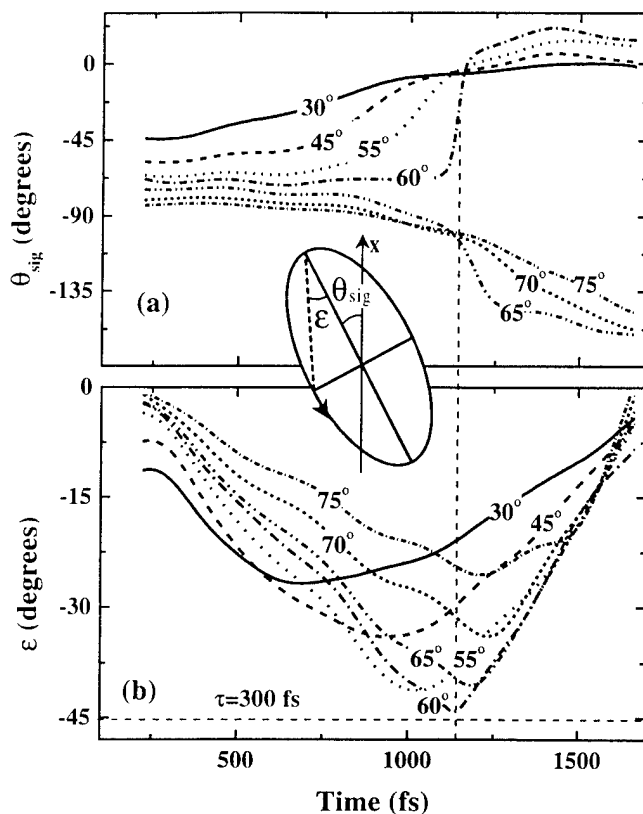 0
-45
-90
-135
θsig (degrees)
30°
45°
55°
60°
75°
70°
65°
(a)
x
θsig
ε
0
-15
-30
-45
ε (degrees)
75°
70°
30°
45°
65°
55°
60°
(b)
τ=300 fs
500
1000
1500
Time (fs)